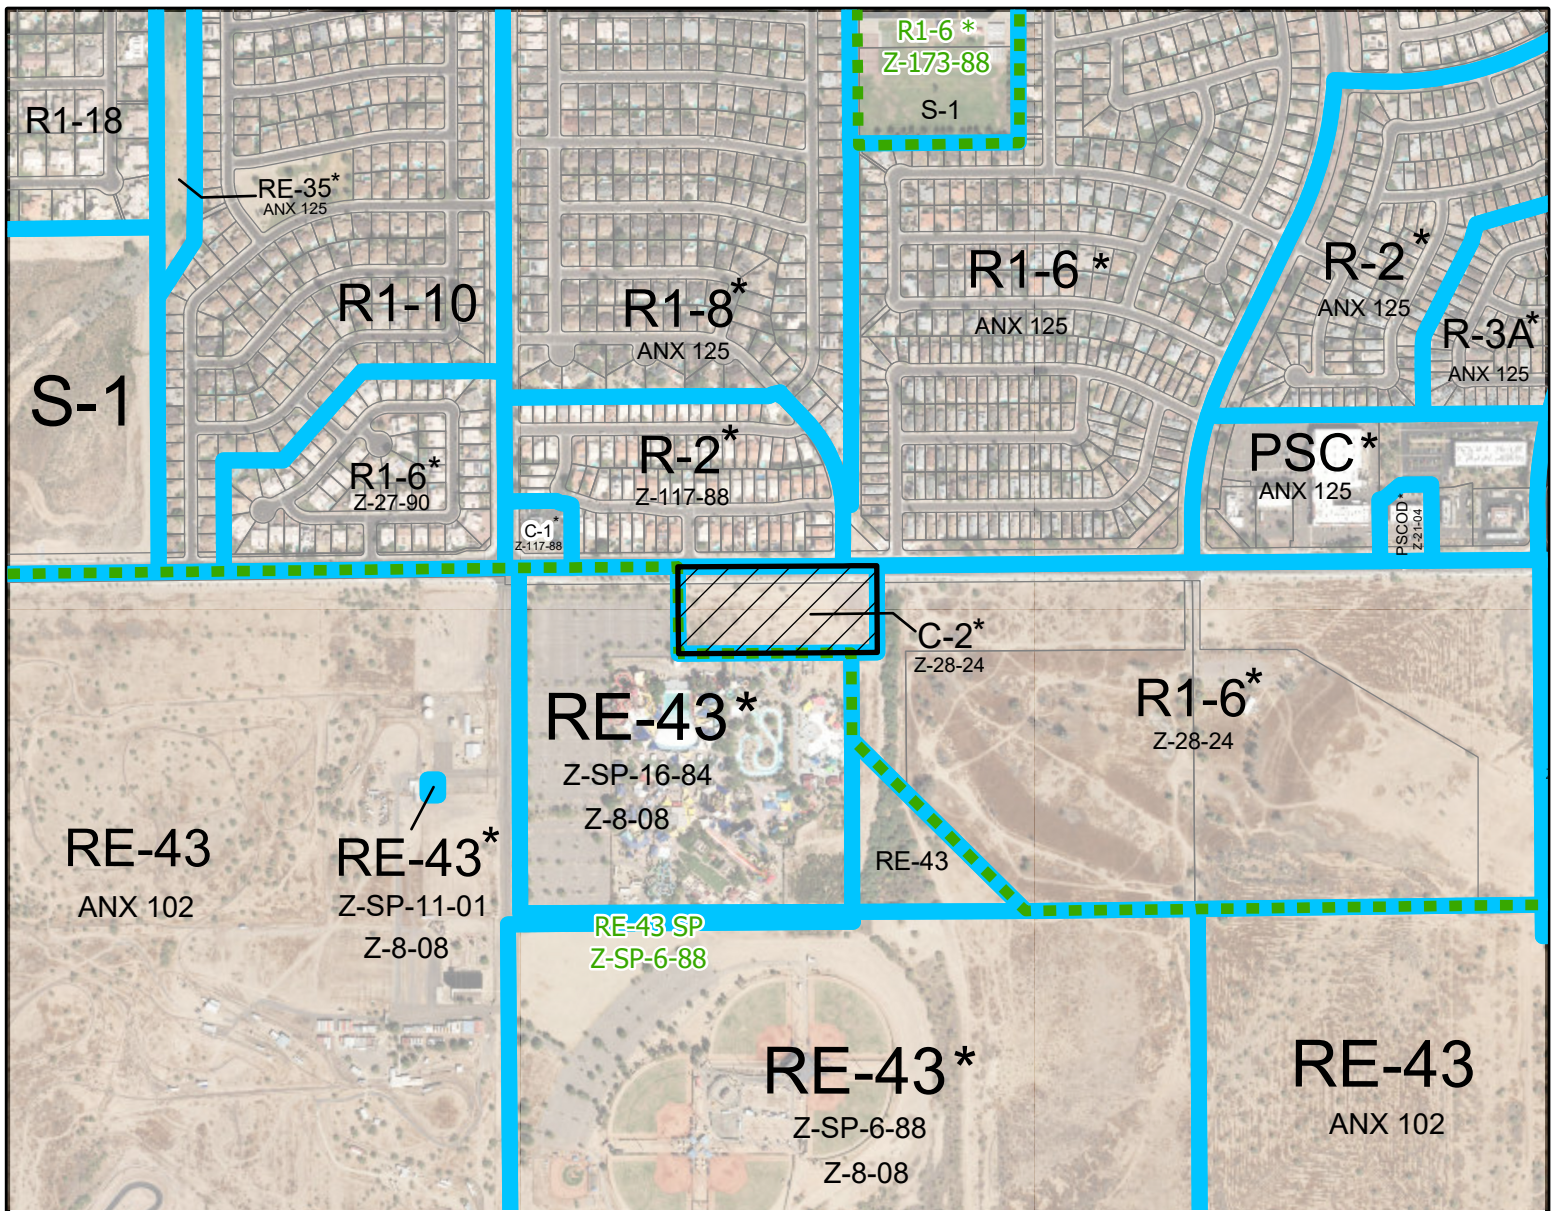 R1-6 *
Z-173-88
S-1
R1-18
RE-35*
ANX 125
R1-10
R1-8*
ANX 125
R1-6 *
ANX 125
R-2 *
ANX 125
R-3A*
ANX 125
S-1
R1-6*
Z-27-90
R-2*
Z-117-88
C-1*
Z-117-88
PSC *
ANX 125
PSCOD *
Z-21-04
C-2*
Z-28-24
RE-43 *
Z-SP-16-84
Z-8-08
R1-6*
Z-28-24
RE-43
ANX 102
RE-43*
Z-SP-11-01
Z-8-08
RE-43
RE-43 SP
Z-SP-6-88
RE-43 *
Z-SP-6-88
Z-8-08
RE-43
ANX 102